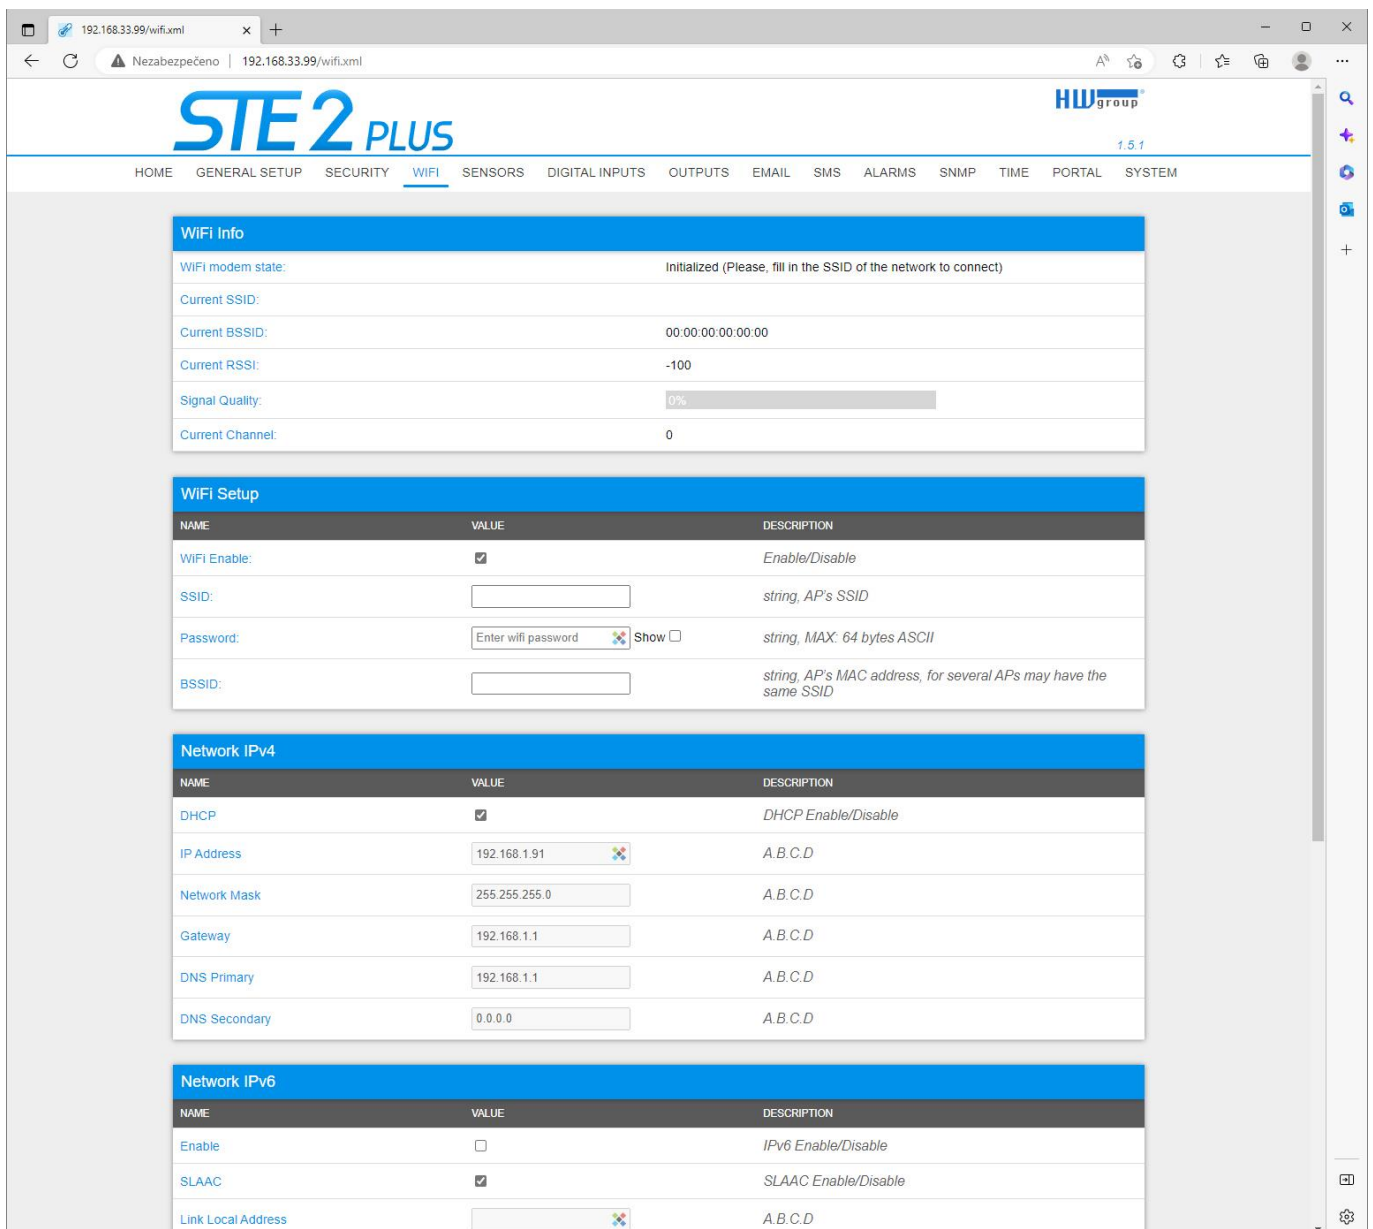 192.168.33.99/wifi.xml
Nezabezpečeno | 192.168.33.99/wifi.xml
STE2 PLUS
HW group
1.5.1
HOME GENERAL SETUP SECURITY WIFI SENSORS DIGITAL INPUTS OUTPUTS EMAIL SMS ALARMS SNMP TIME PORTAL SYSTEM
WiFi Info
WiFi modem state: Initialized (Please, fill in the SSID of the network to connect)
Current SSID:
Current BSSID: 00:00:00:00:00:00
Current RSSI: -100
Signal Quality: 0%
Current Channel: 0
WiFi Setup
NAME VALUE DESCRIPTION
WiFi Enable: Enable/Disable
SSID: string, AP's SSID
Password: Enter wifi password Show string, MAX: 64 bytes ASCII
BSSID: string, AP's MAC address, for several APs may have the
same SSID
Network IPv4
NAME VALUE DESCRIPTION
DHCP DHCP Enable/Disable
IP Address 192.168.1.91 A.B.C.D
Network Mask 255.255.255.0 A.B.C.D
Gateway 192.168.1.1 A.B.C.D
DNS Primary 192.168.1.1 A.B.C.D
DNS Secondary 0.0.0.0 A.B.C.D
Network IPv6
NAME VALUE DESCRIPTION
Enable IPv6 Enable/Disable
SLAAC SLAAC Enable/Disable
Link Local Address A.B.C.D